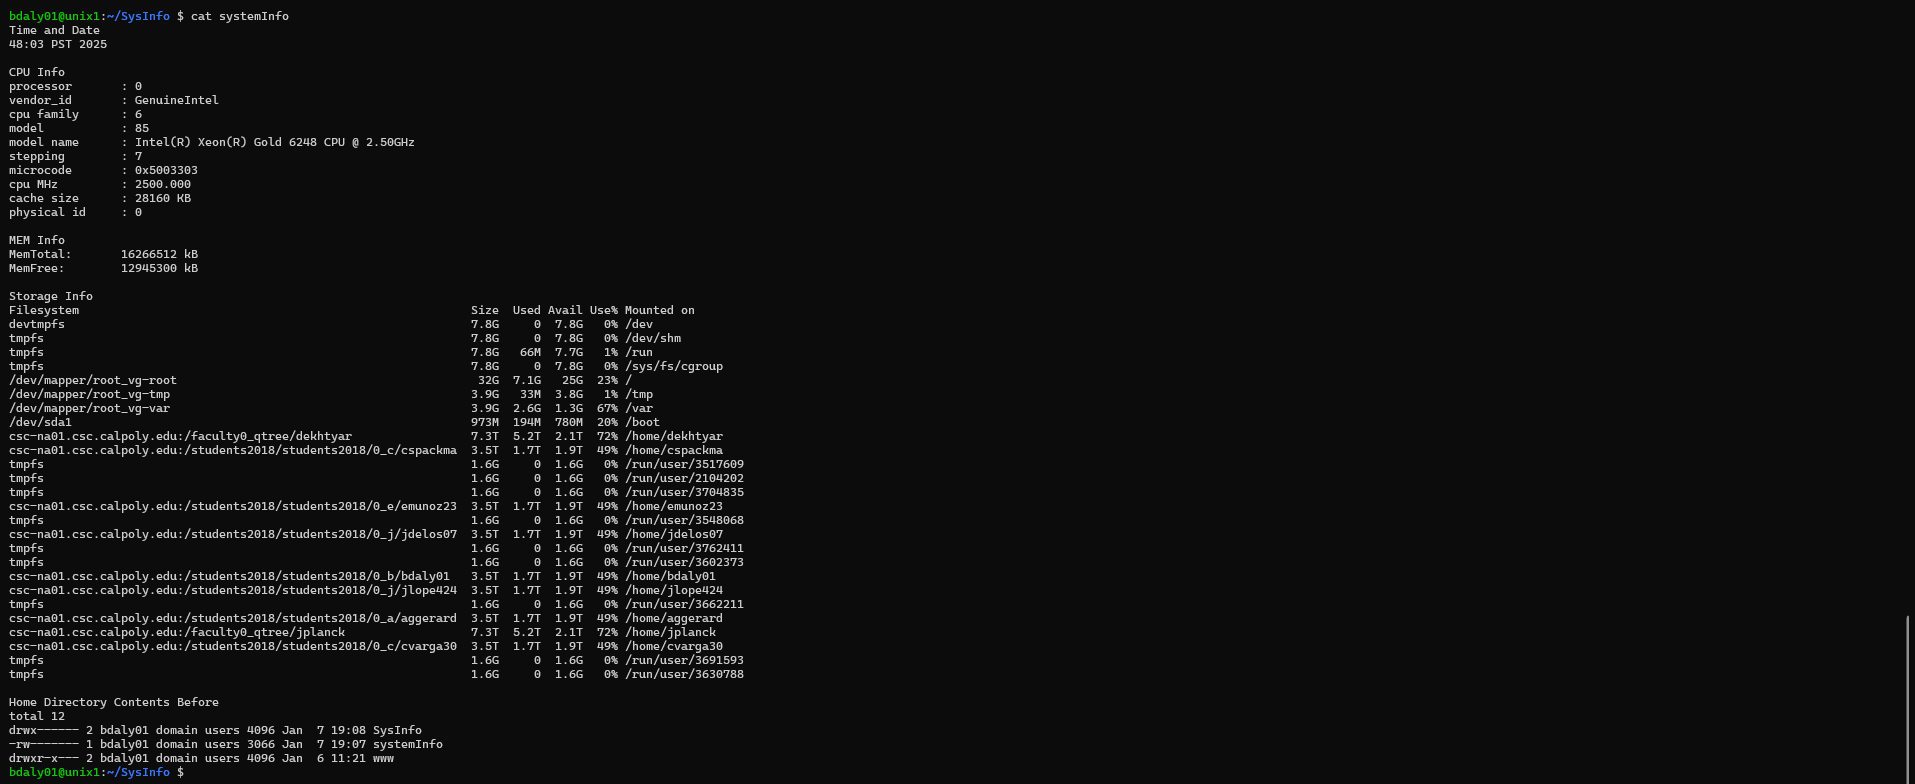 bdaly01@unix1:~/SysInfo $ cat systemInfo
Time and Date
48:03 PST 2025

CPU Info
processor       : 0
vendor_id       : GenuineIntel
cpu family      : 6
model           : 85
model name      : Intel(R) Xeon(R) Gold 6248 CPU @ 2.50GHz
stepping        : 7
microcode       : 0x5003303
cpu MHz         : 2500.000
cache size      : 28160 KB
physical id     : 0

MEM Info
MemTotal:       16266512 kB
MemFree:        12945300 kB

Storage Info
Filesystem                                                        Size  Used Avail Use% Mounted on
devtmpfs                                                          7.8G     0  7.8G   0% /dev
tmpfs                                                             7.8G     0  7.8G   0% /dev/shm
tmpfs                                                             7.8G   66M  7.7G   1% /run
tmpfs                                                             7.8G     0  7.8G   0% /sys/fs/cgroup
/dev/mapper/root_vg-root                                           32G  7.1G   25G  23% /
/dev/mapper/root_vg-tmp                                           3.9G   33M  3.8G   1% /tmp
/dev/mapper/root_vg-var                                           3.9G  2.6G  1.3G  67% /var
/dev/sda1                                                         973M  194M  780M  20% /boot
csc-na01.csc.calpoly.edu:/faculty0_qtree/dekhtyar                 7.3T  5.2T  2.1T  72% /home/dekhtyar
csc-na01.csc.calpoly.edu:/students2018/students2018/0_c/cspackma  3.5T  1.7T  1.9T  49% /home/cspackma
tmpfs                                                             1.6G     0  1.6G   0% /run/user/3517609
tmpfs                                                             1.6G     0  1.6G   0% /run/user/2104202
tmpfs                                                             1.6G     0  1.6G   0% /run/user/3704835
csc-na01.csc.calpoly.edu:/students2018/students2018/0_e/emunoz23  3.5T  1.7T  1.9T  49% /home/emunoz23
tmpfs                                                             1.6G     0  1.6G   0% /run/user/3548068
csc-na01.csc.calpoly.edu:/students2018/students2018/0_j/jdelos07  3.5T  1.7T  1.9T  49% /home/jdelos07
tmpfs                                                             1.6G     0  1.6G   0% /run/user/3762411
tmpfs                                                             1.6G     0  1.6G   0% /run/user/3602373
csc-na01.csc.calpoly.edu:/students2018/students2018/0_b/bdaly01   3.5T  1.7T  1.9T  49% /home/bdaly01
csc-na01.csc.calpoly.edu:/students2018/students2018/0_j/jlope424  3.5T  1.7T  1.9T  49% /home/jlope424
tmpfs                                                             1.6G     0  1.6G   0% /run/user/3662211
csc-na01.csc.calpoly.edu:/students2018/students2018/0_a/aggerard  3.5T  1.7T  1.9T  49% /home/aggerard
csc-na01.csc.calpoly.edu:/faculty0_qtree/jplanck                  7.3T  5.2T  2.1T  72% /home/jplanck
csc-na01.csc.calpoly.edu:/students2018/students2018/0_c/cvarga30  3.5T  1.7T  1.9T  49% /home/cvarga30
tmpfs                                                             1.6G     0  1.6G   0% /run/user/3691593
tmpfs                                                             1.6G     0  1.6G   0% /run/user/3630788

Home Directory Contents Before
total 12
drwx------ 2 bdaly01 domain users 4096 Jan  7 19:08 SysInfo
-rw------- 1 bdaly01 domain users 3066 Jan  7 19:07 systemInfo
drwxr-x--- 2 bdaly01 domain users 4096 Jan  6 11:21 www
bdaly01@unix1:~/SysInfo $